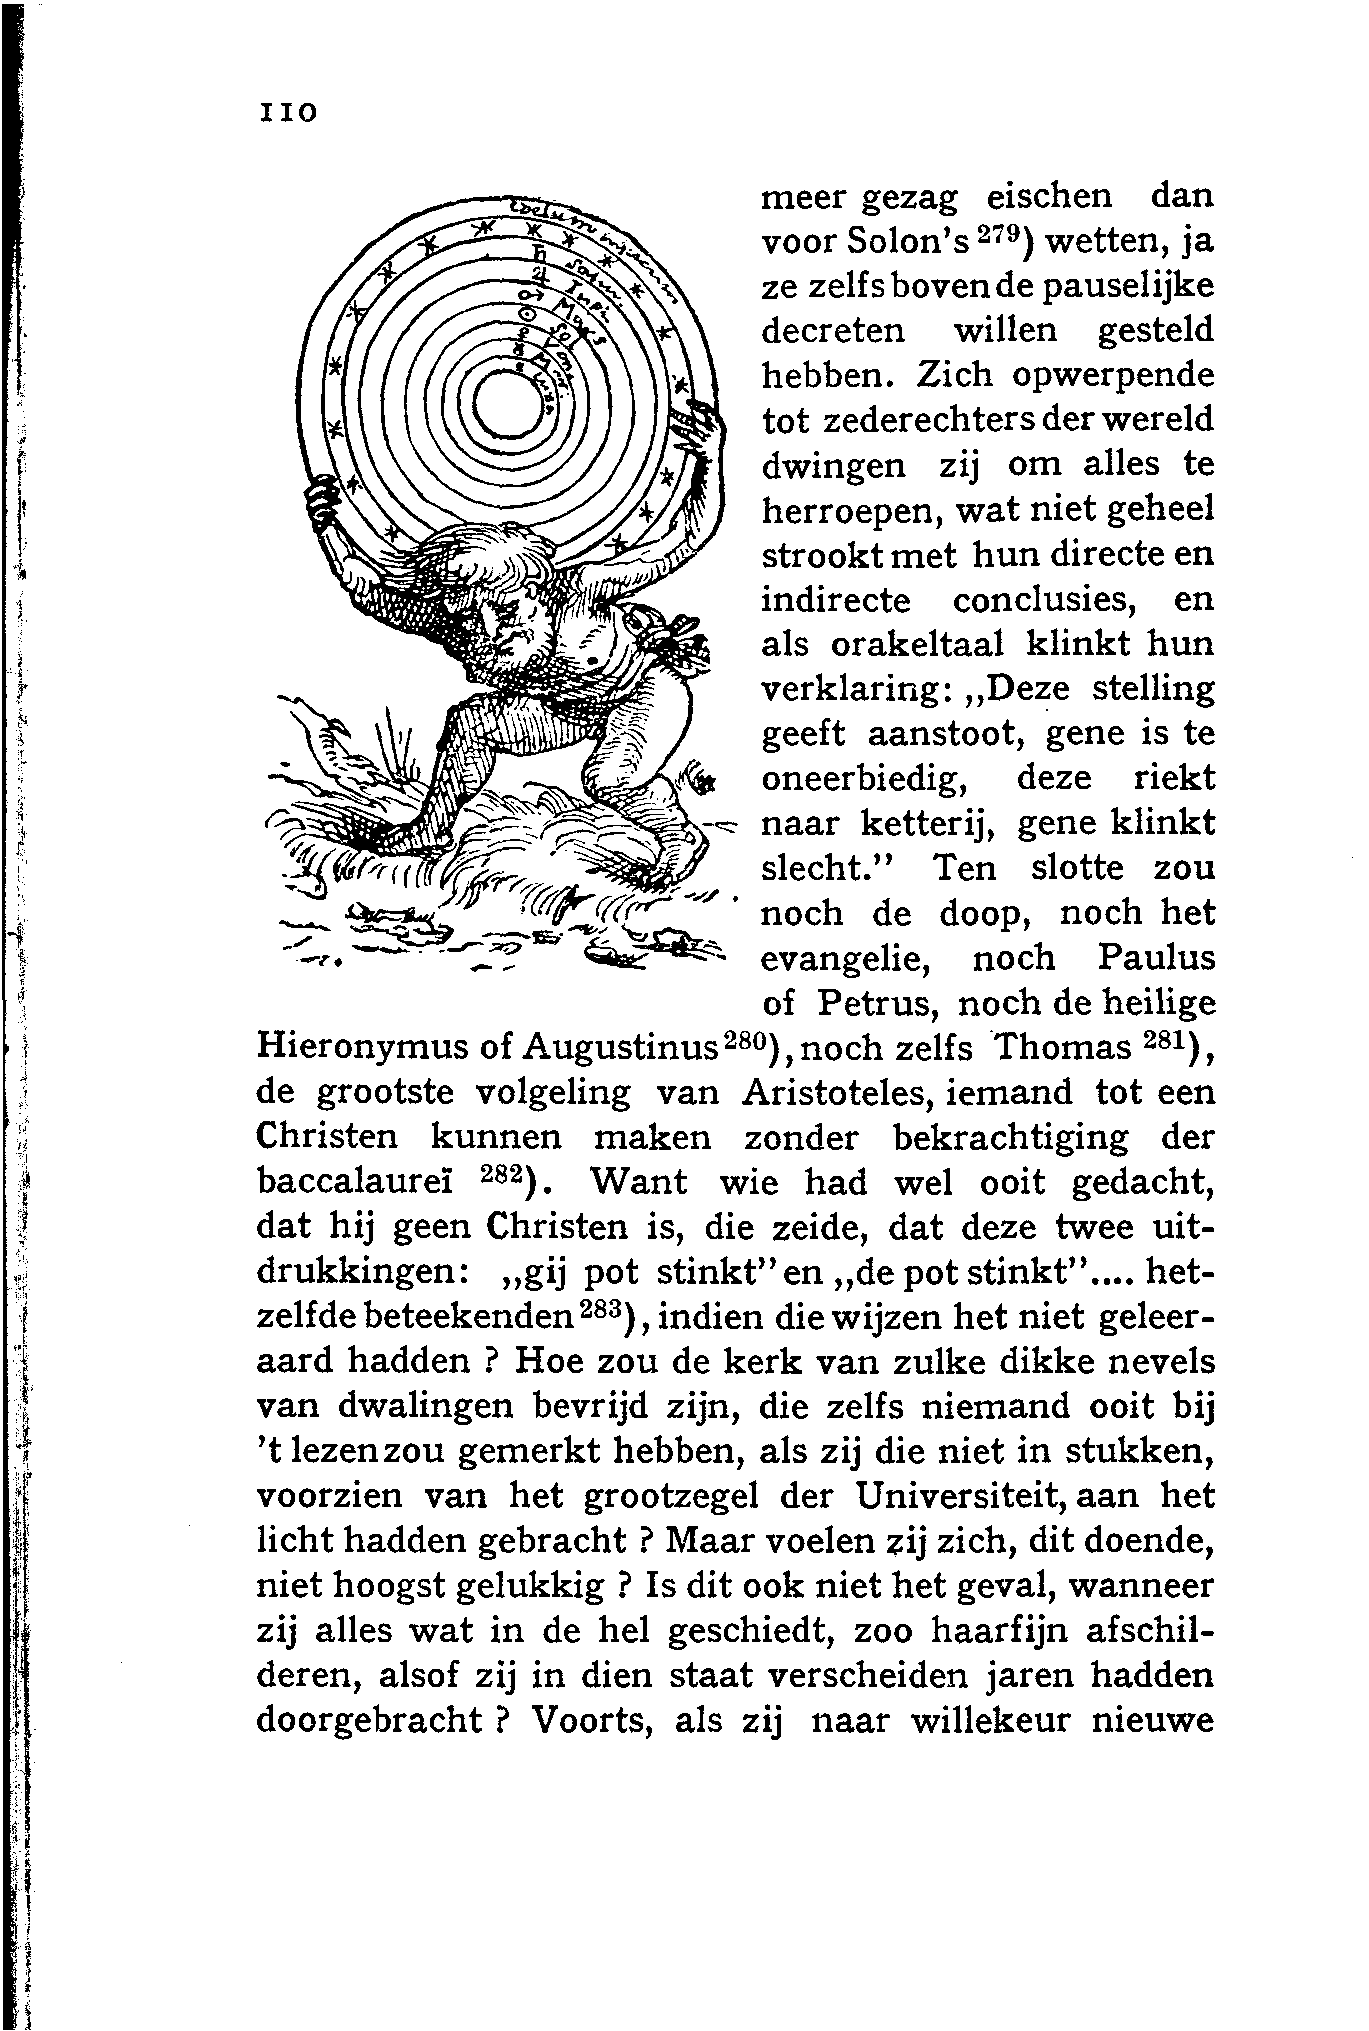 110
coelum
Sol
meer gezag eischen dan
voor Solon's ²⁷⁹) wetten, ja
ze zelfs boven de pauselijke
decreten willen gesteld
hebben. Zich opwerpende
tot zederechters der wereld
dwingen zij om alles te
herroepen, wat niet geheel
strookt met hun directe en
indirecte conclusies, en
als orakeltaal klinkt hun
verklaring: ,,Deze stelling
geeft aanstoot, gene is te
oneerbiedig, deze riekt
naar ketterij, gene klinkt
slecht.” Ten slotte zou
noch de doop, noch het
evangelie, noch Paulus
of Petrus, noch de heilige
Hieronymus of Augustinus ²⁸⁰), noch zelfs Thomas ²⁸¹),
de grootste volgeling van Aristoteles, iemand tot een
Christen kunnen maken zonder bekrachtiging der
baccalaureï ²⁸²). Want wie had wel ooit gedacht,
dat hij geen Christen is, die zeide, dat deze twee uit-
drukkingen: ,,gij pot stinkt” en ,,de pot stinkt”.... het-
zelfde beteekenden ²⁸³), indien die wijzen het niet geleer-
aard hadden ? Hoe zou de kerk van zulke dikke nevels
van dwalingen bevrijd zijn, die zelfs niemand ooit bij
't lezen zou gemerkt hebben, als zij die niet in stukken,
voorzien van het grootzegel der Universiteit, aan het
licht hadden gebracht ? Maar voelen zij zich, dit doende,
niet hoogst gelukkig ? Is dit ook niet het geval, wanneer
zij alles wat in de hel geschiedt, zoo haarfijn afschil-
deren, alsof zij in dien staat verscheiden jaren hadden
doorgebracht ? Voorts, als zij naar willekeur nieuwe